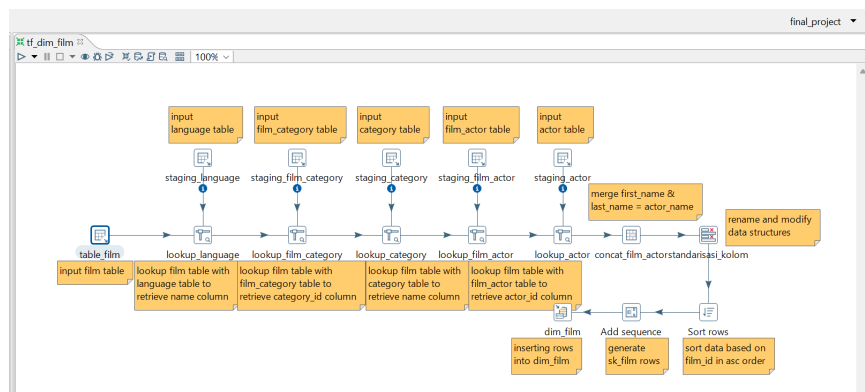 final_project
tf_dim_film
100%
input
language table
input
film_category table
input
category table
input
film_actor table
input
actor table
staging_language
staging_film_category
staging_category
staging_film_actor
staging_actor
merge first_name &
last_name = actor_name
rename and modify
data structures
table_film
lookup_language
lookup_film_category
lookup_category
lookup_film_actor
lookup_actor
concat_film_actor
standarisasi_kolom
input film table
lookup film table with
language table to
retrieve name column
lookup film table with
film_category table to
retrieve category_id column
lookup film table with
category table to
retrieve name column
lookup film table with
film_actor table to
retrieve actor_id column
dim_film
Add sequence
Sort rows
inserting rows
into dim_film
generate
sk_film rows
sort data based on
film_id in asc order